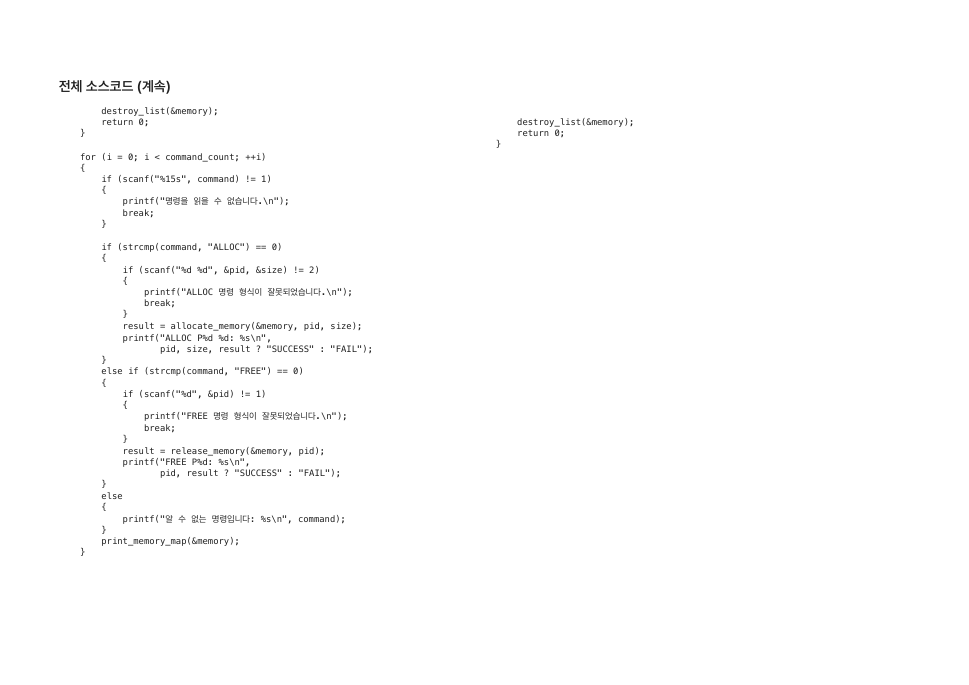 전체 소스코드 (계속)
        destroy_list(&memory);
        return 0;
    }

    for (i = 0; i < command_count; ++i)
    {
        if (scanf("%15s", command) != 1)
        {
            printf("명령을 읽을 수 없습니다.\n");
            break;
        }

        if (strcmp(command, "ALLOC") == 0)
        {
            if (scanf("%d %d", &pid, &size) != 2)
            {
                printf("ALLOC 명령 형식이 잘못되었습니다.\n");
                break;
            }
            result = allocate_memory(&memory, pid, size);
            printf("ALLOC P%d %d: %s\n",
                   pid, size, result ? "SUCCESS" : "FAIL");
        }
        else if (strcmp(command, "FREE") == 0)
        {
            if (scanf("%d", &pid) != 1)
            {
                printf("FREE 명령 형식이 잘못되었습니다.\n");
                break;
            }
            result = release_memory(&memory, pid);
            printf("FREE P%d: %s\n",
                   pid, result ? "SUCCESS" : "FAIL");
        }
        else
        {
            printf("알 수 없는 명령입니다: %s\n", command);
        }
        print_memory_map(&memory);
    }
    destroy_list(&memory);
    return 0;
}